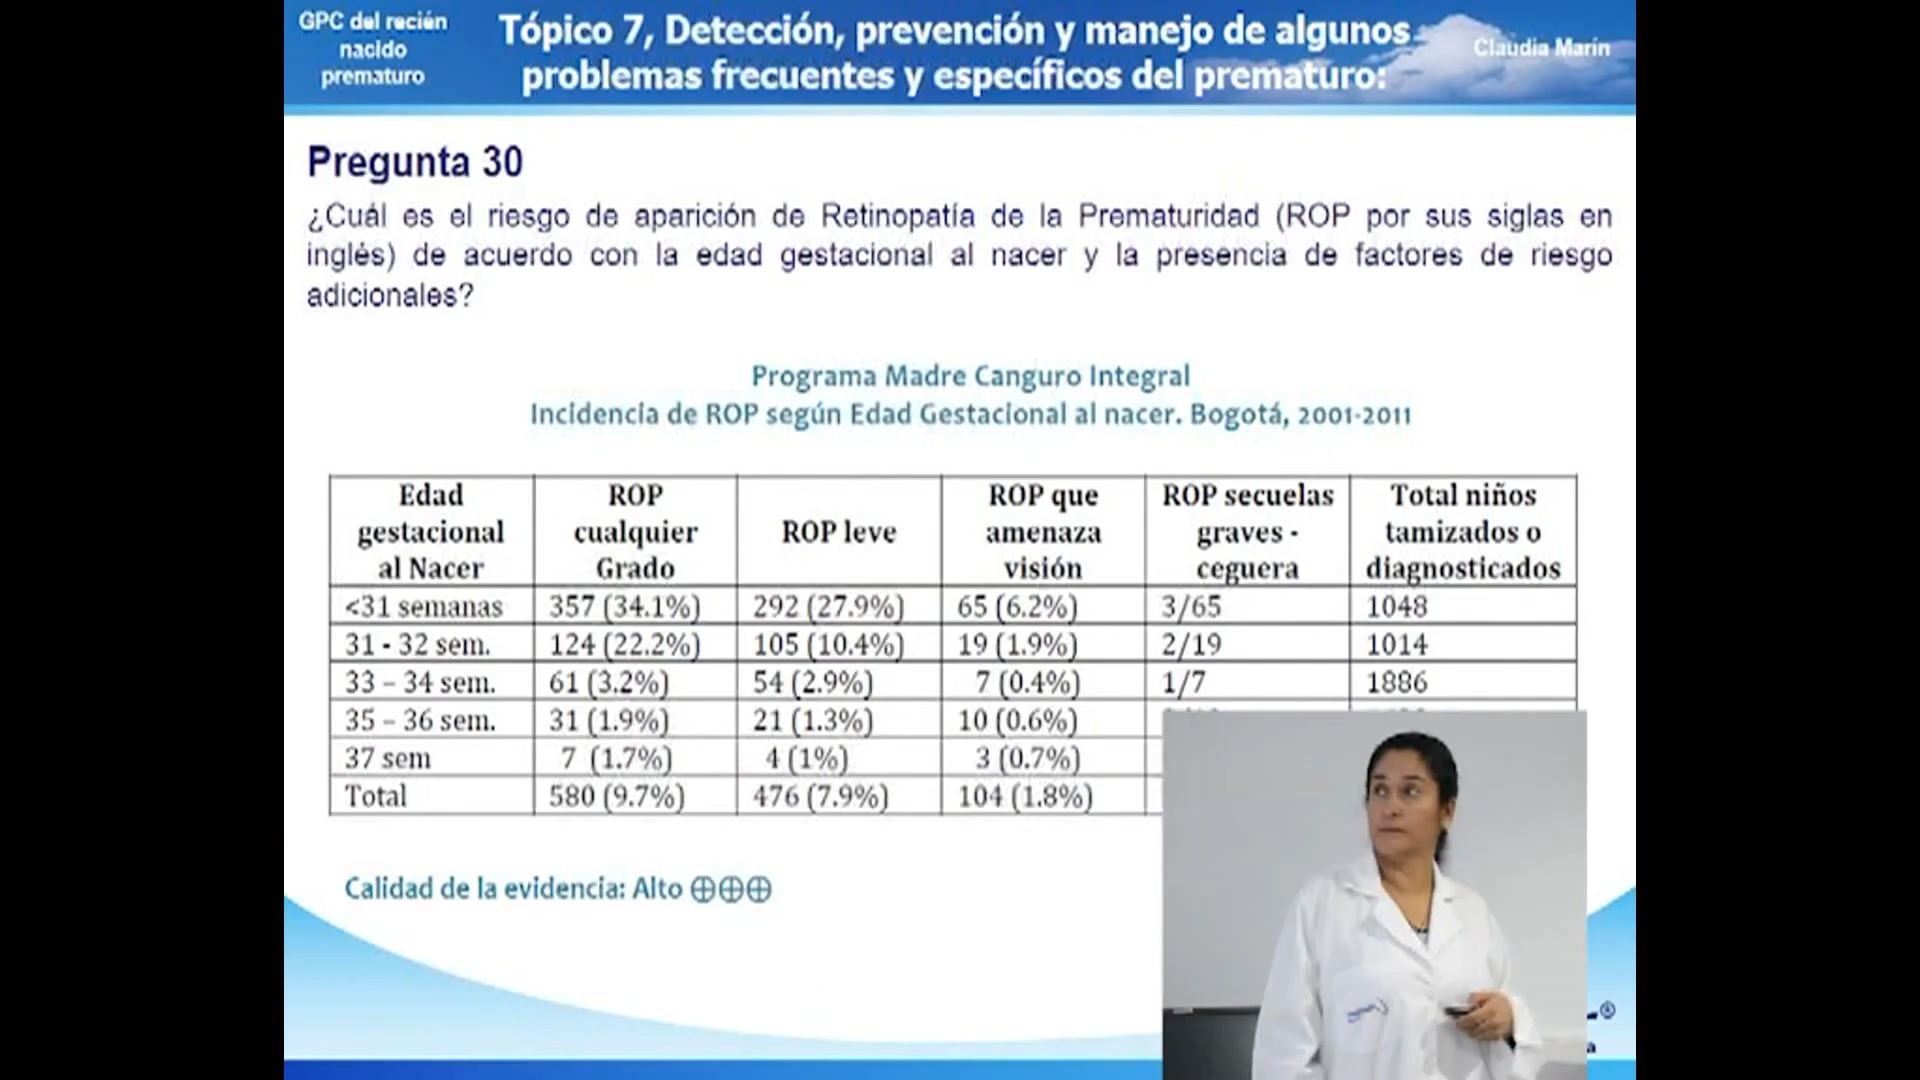 GPC del recién
nacido
prematuro
Tópico 7, Detección, prevención y manejo de algunos
problemas frecuentes y específicos del prematuro:
Claudia Marin
Pregunta 30
¿Cuál es el riesgo de aparición de Retinopatía de la Prematuridad (ROP por sus siglas en
inglés) de acuerdo con la edad gestacional al nacer y la presencia de factores de riesgo
adicionales?
Programa Madre Canguro Integral
Incidencia de ROP según Edad Gestacional al nacer. Bogotá, 2001-2011
Edad gestacional al Nacer ROP cualquier Grado ROP leve ROP que amenaza visión ROP secuelas graves - ceguera Total niños tamizados o diagnosticados
<31 semanas 357 (34.1%) 292 (27.9%) 65 (6.2%) 3/65 1048
31 - 32 sem. 124 (22.2%) 105 (10.4%) 19 (1.9%) 2/19 1014
33 – 34 sem. 61 (3.2%) 54 (2.9%) 7 (0.4%) 1/7 1886
35 – 36 sem. 31 (1.9%) 21 (1.3%) 10 (0.6%)
37 sem 7 (1.7%) 4 (1%) 3 (0.7%)
Total 580 (9.7%) 476 (7.9%) 104 (1.8%)
Calidad de la evidencia: Alto ⊕⊕⊕